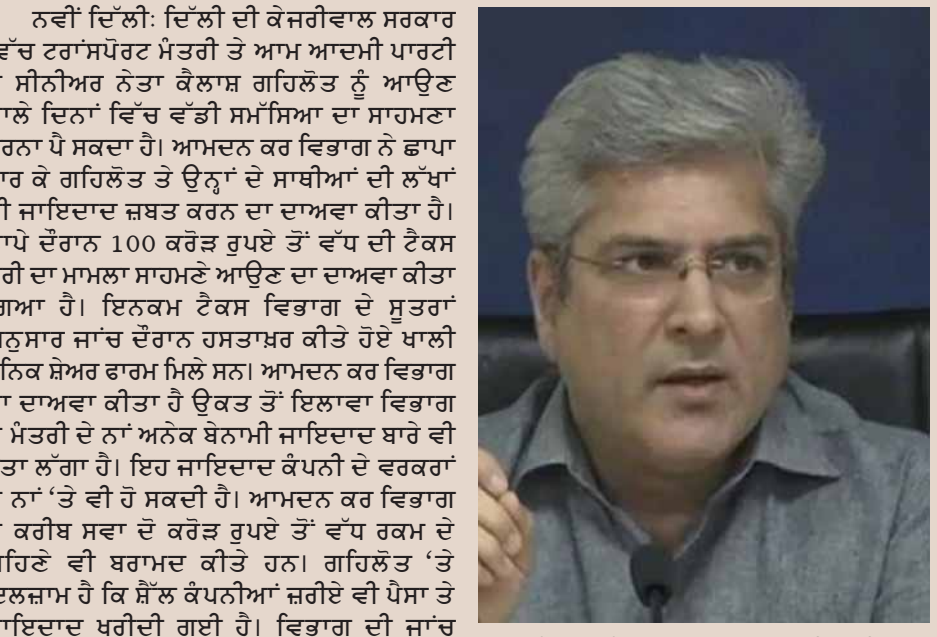 ਨਵੀਂ ਦਿੱਲੀ: ਦਿੱਲੀ ਦੀ ਕੇਜਰੀਵਾਲ ਸਰਕਾਰ
ਵਿੱਚ ਟਰਾਂਸਪੋਰਟ ਮੰਤਰੀ ਤੇ ਆਮ ਆਦਮੀ ਪਾਰਟੀ
ਸੀਨੀਅਰ ਨੇਤਾ ਕੈਲਾਸ਼ ਗਹਿਲੋਤ ਨੂੰ ਆਉਣ
ਦਿਨਾਂ ਵਿੱਚ ਵੱਡੀ ਸਮੱਸਿਆ ਦਾ ਸਾਹਮਣਾ
ਪੈ ਸਕਦਾ ਹੈ। ਆਮਦਨ ਕਰ ਵਿਭਾਗ ਨੇ ਛਾਪਾ
ਕੇ ਗਹਿਲੋਤ ਤੇ ਉਨ੍ਹਾਂ ਦੇ ਸਾਥੀਆਂ ਦੀ ਲੱਖਾਂ
ਜਾਇਦਾਦ ਜ਼ਬਤ ਕਰਨ ਦਾ ਦਾਅਵਾ ਕੀਤਾ ਹੈ।
ਦੌਰਾਨ 100 ਕਰੋੜ ਰੁਪਏ ਤੋਂ ਵੱਧ ਦੀ ਟੈਕਸ
ਦਾ ਮਾਮਲਾ ਸਾਹਮਣੇ ਆਉਣ ਦਾ ਦਾਅਵਾ ਕੀਤਾ
ਹੈ। ਇਨਕਮ ਟੈਕਸ ਵਿਭਾਗ ਦੇ ਸੂਤਰਾਂ
ਜਾਂਚ ਦੌਰਾਨ ਹਸਤਾਖ਼ਰ ਕੀਤੇ ਹੋਏ ਖਾਲੀ
ਸ਼ੇਅਰ ਫਾਰਮ ਮਿਲੇ ਸਨ। ਆਮਦਨ ਕਰ ਵਿਭਾਗ
ਦਾਅਵਾ ਕੀਤਾ ਹੈ ਉਕਤ ਤੋਂ ਇਲਾਵਾ ਵਿਭਾਗ
ਮੰਤਰੀ ਦੇ ਨਾਂ ਅਨੇਕ ਬੇਨਾਮੀ ਜਾਇਦਾਦ ਬਾਰੇ ਵੀ
ਲੱਗਾ ਹੈ। ਇਹ ਜਾਇਦਾਦ ਕੰਪਨੀ ਦੇ ਵਰਕਰਾਂ
ਨਾਂ ‘ਤੇ ਵੀ ਹੋ ਸਕਦੀ ਹੈ। ਆਮਦਨ ਕਰ ਵਿਭਾਗ
ਕਰੀਬ ਸਵਾ ਦੋ ਕਰੋੜ ਰੁਪਏ ਤੋਂ ਵੱਧ ਰਕਮ ਦੇ
ਗਹਿਣੇ ਵੀ ਬਰਾਮਦ ਕੀਤੇ ਹਨ। ਗਹਿਲੋਤ ‘ਤੇ
ਇਲਜ਼ਾਮ ਹੈ ਕਿ ਸ਼ੈੱਲ ਕੰਪਨੀਆਂ ਜ਼ਰੀਏ ਵੀ ਪੈਸਾ ਤੇ
ਜਾਇਦਾਦ ਖਰੀਦੀ ਗਈ ਹੈ। ਵਿਭਾਗ ਦੀ ਜਾਂਚ